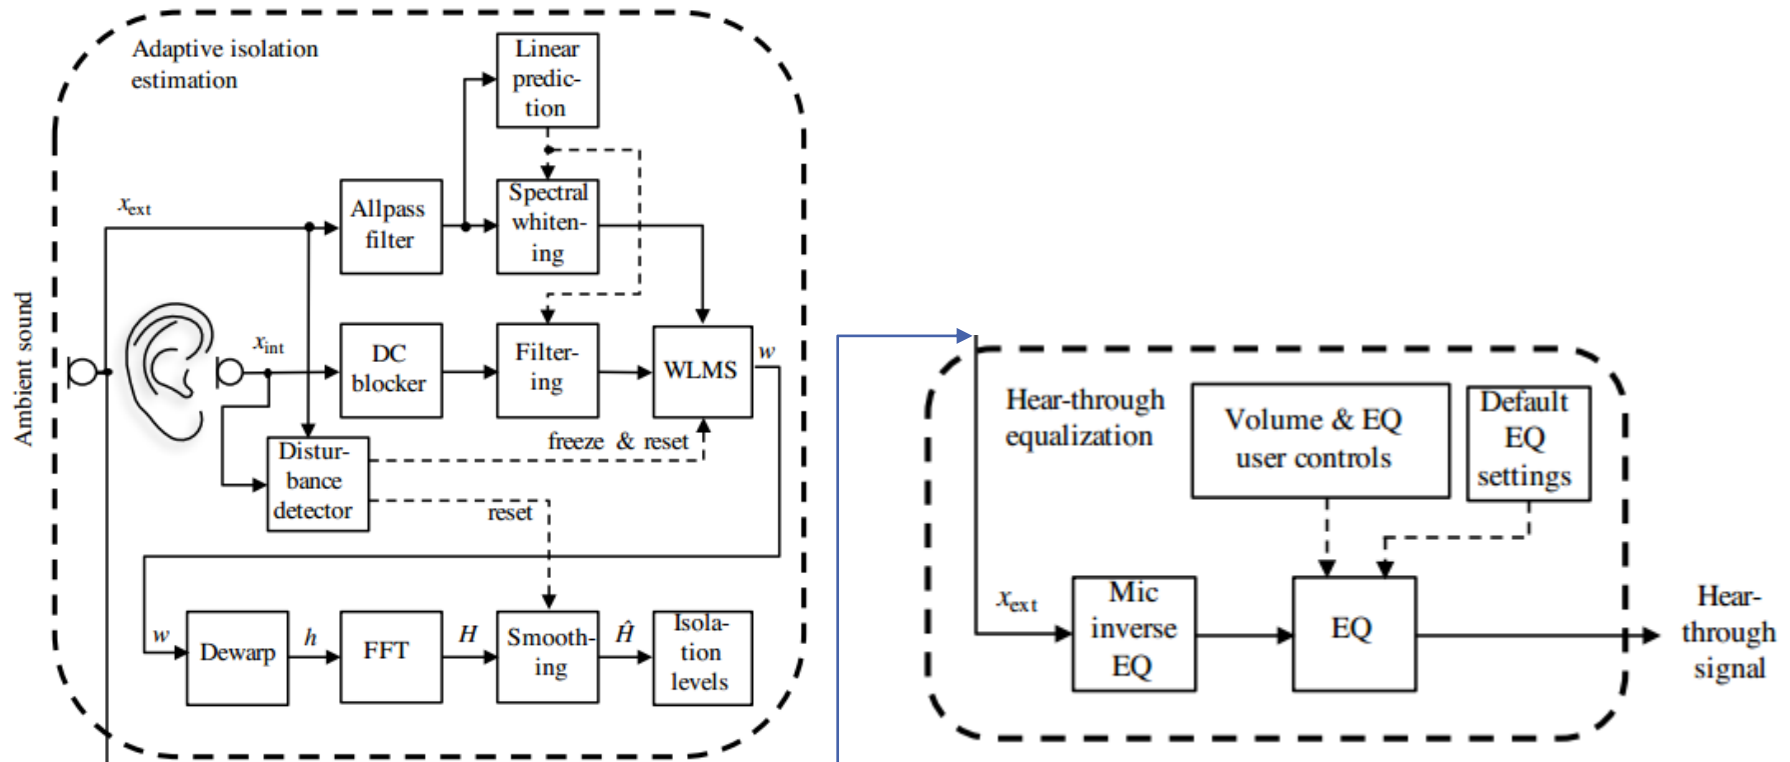 Adaptive isolation
estimation
Linear
predic-
tion
x_ext
Allpass
filter
Spectral
whiten-
ing
Ambient sound
x_int
DC
blocker
Filter-
ing
WLMS
w
freeze & reset
Distur-
bance
detector
reset
w
Dewarp
h
FFT
H
Smooth-
ing
Ĥ
Isola-
tion
levels
Hear-through
equalization
Volume & EQ
user controls
Default
EQ
settings
x_ext
Mic
inverse
EQ
EQ
Hear-
through
signal